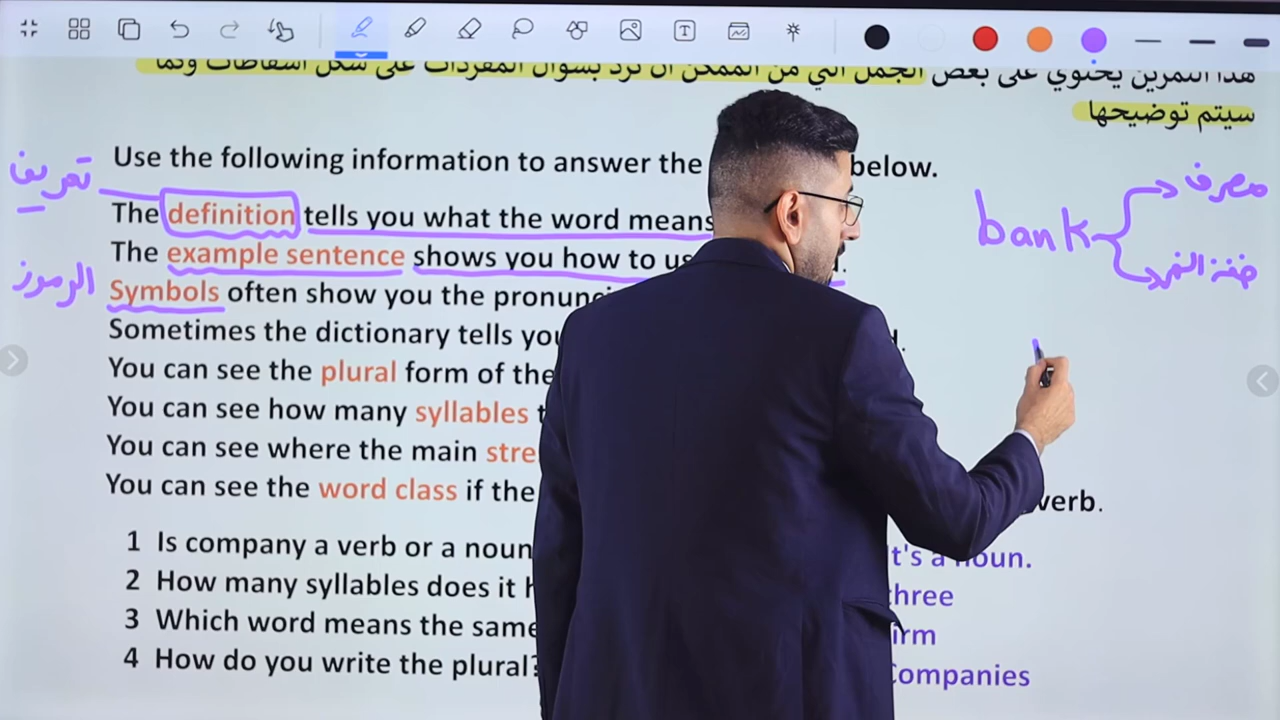 هذا التمرين يحتوي على بعض الجمل التي من الممكن ان ترد بسؤال المفردات على شكل اسقاطات وكما
سيتم توضيحها
Use the following information to answer the below.
تعريف
The definition tells you what the word means
bank
مصرف
ضفة النهر
The example sentence shows you how to us
الرموز
Symbols often show you the pronunci
Sometimes the dictionary tells you
You can see the plural form of the
You can see how many syllables t
You can see where the main stre
You can see the word class if the verb.
1 Is company a verb or a noun It's a noun.
2 How many syllables does it h three
3 Which word means the same irm
4 How do you write the plural? Companies